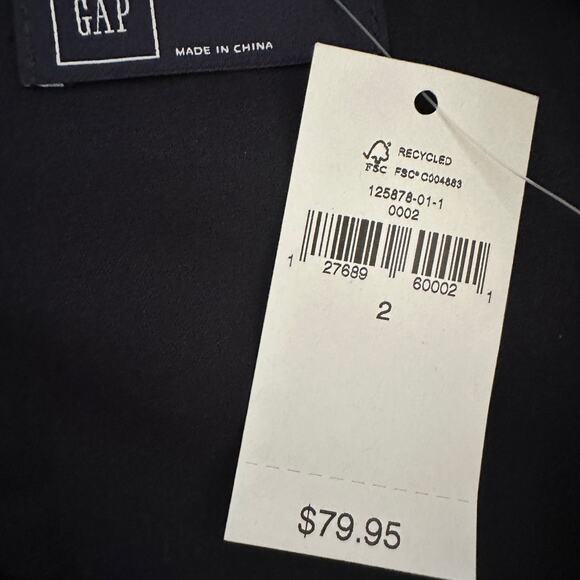 GAP
MADE IN CHINA
RECYCLED
FSC FSC® C004883
125878-01-1
0002
1 27689 60002 1
2
$79.95